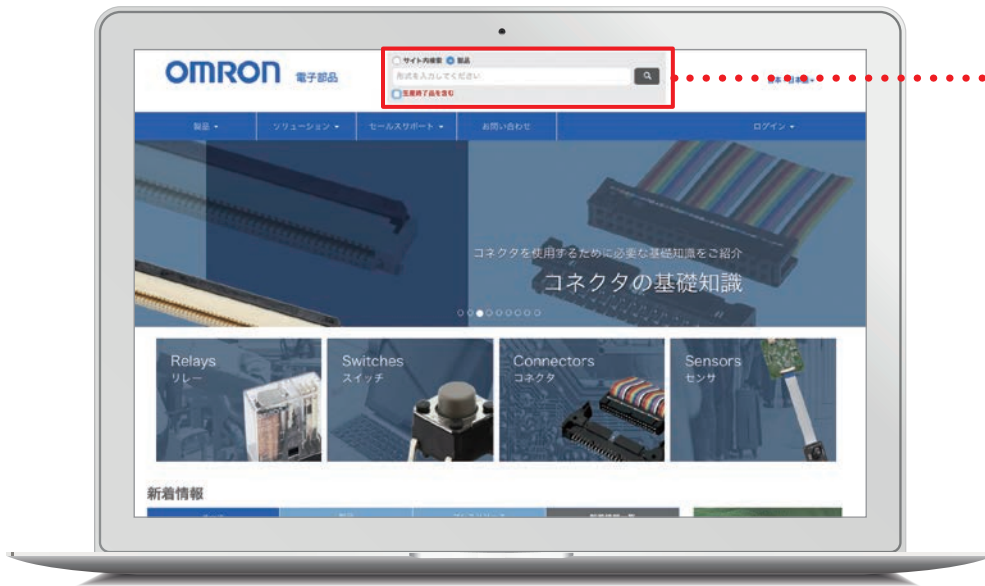 OMRON 電子部品
サイト内検索 製品
形式を入力してください
生産終了品を含む
日本 - 日本語
製品 ソリューション セールスサポート お問い合わせ ログイン
コネクタを使用するために必要な基礎知識をご紹介
コネクタの基礎知識
Relays
リレー
Switches
スイッチ
Connectors
コネクタ
Sensors
センサ
新着情報